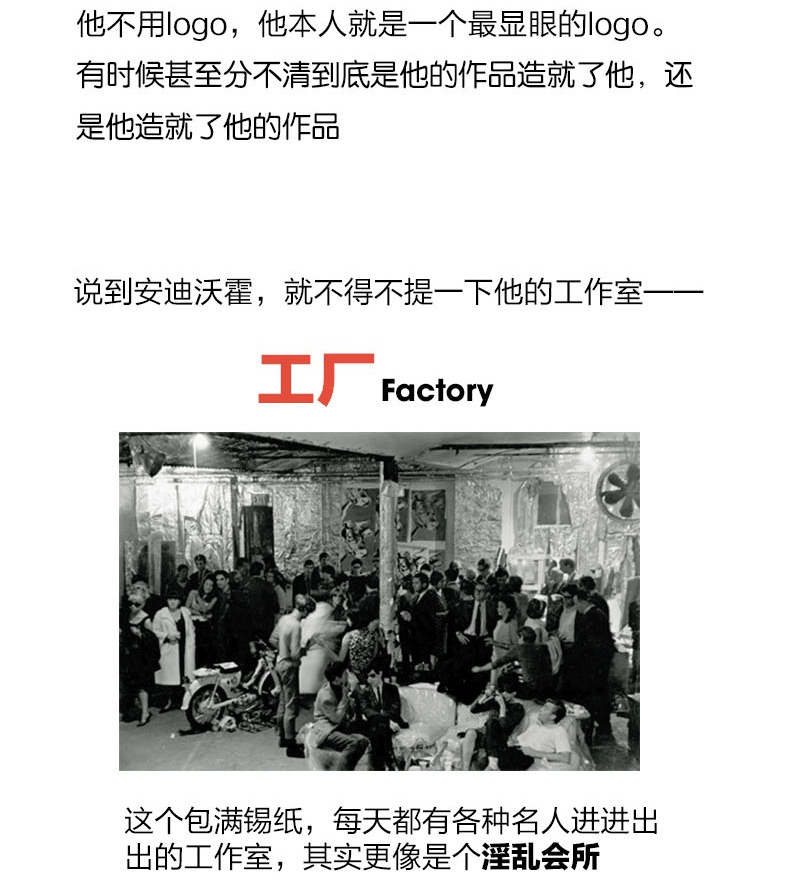 他不用logo，他本人就是一个最显眼的logo。
有时候甚至分不清到底是他的作品造就了他，还
是他造就了他的作品
说到安迪沃霍，就不得不提一下他的工作室——
工厂 Factory
这个包满锡纸，每天都有各种名人进进出
出的工作室，其实更像是个淫乱会所